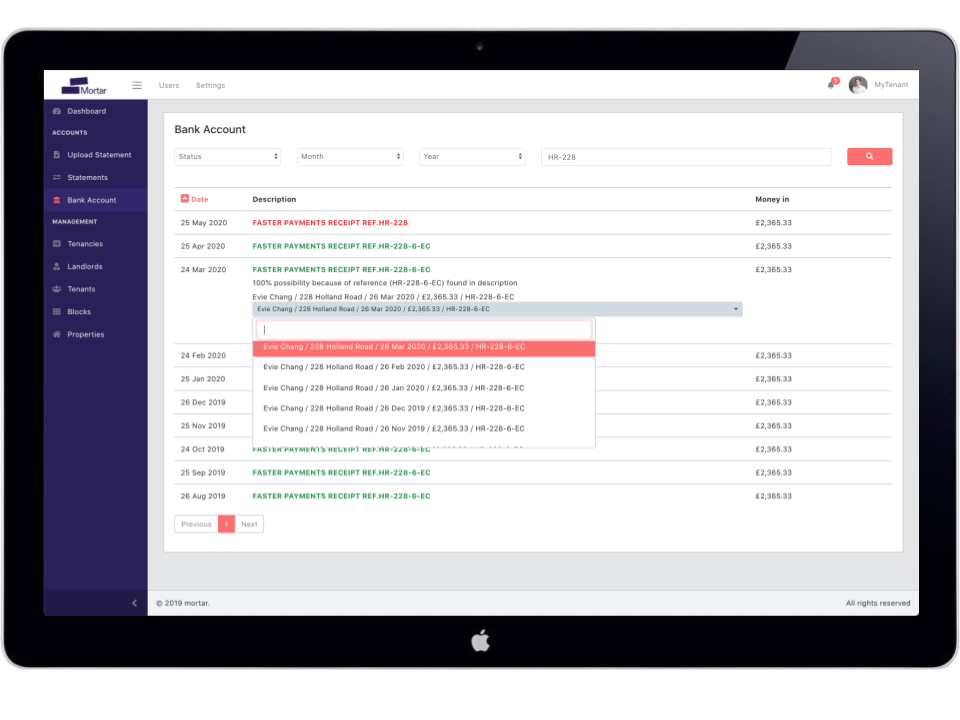 Mortar
Users
Settings
1
MyTenant
Dashboard
ACCOUNTS
Upload Statement
Statements
Bank Account
MANAGEMENT
Tenancies
Landlords
Tenants
Blocks
Properties
Bank Account
Status
Month
Year
HR-228
Date Description Money in
25 May 2020 FASTER PAYMENTS RECEIPT REF.HR-228 £2,365.33
25 Apr 2020 FASTER PAYMENTS RECEIPT REF.HR-228-6-EC £2,365.33
24 Mar 2020 FASTER PAYMENTS RECEIPT REF.HR-228-6-EC £2,365.33
100% possibility because of reference (HR-228-6-EC) found in description
Evie Chang / 228 Holland Road / 26 Mar 2020 / £2,365.33 / HR-228-6-EC
Evie Chang / 228 Holland Road / 26 Mar 2020 / £2,365.33 / HR-228-6-EC
Evie Chang / 228 Holland Road / 26 Mar 2020 / £2,365.33 / HR-228-6-EC
Evie Chang / 228 Holland Road / 26 Feb 2020 / £2,365.33 / HR-228-6-EC
Evie Chang / 228 Holland Road / 26 Jan 2020 / £2,365.33 / HR-228-6-EC
Evie Chang / 228 Holland Road / 26 Dec 2019 / £2,365.33 / HR-228-6-EC
Evie Chang / 228 Holland Road / 26 Nov 2019 / £2,365.33 / HR-228-6-EC
24 Feb 2020 £2,365.33
25 Jan 2020 £2,365.33
26 Dec 2019 £2,365.33
25 Nov 2019 £2,365.33
24 Oct 2019 FASTER PAYMENTS RECEIPT REF.HR-228-6-EC £2,365.33
25 Sep 2019 FASTER PAYMENTS RECEIPT REF.HR-228-6-EC £2,365.33
26 Aug 2019 FASTER PAYMENTS RECEIPT REF.HR-228-6-EC £2,365.33
Previous 1 Next
© 2019 mortar.
All rights reserved